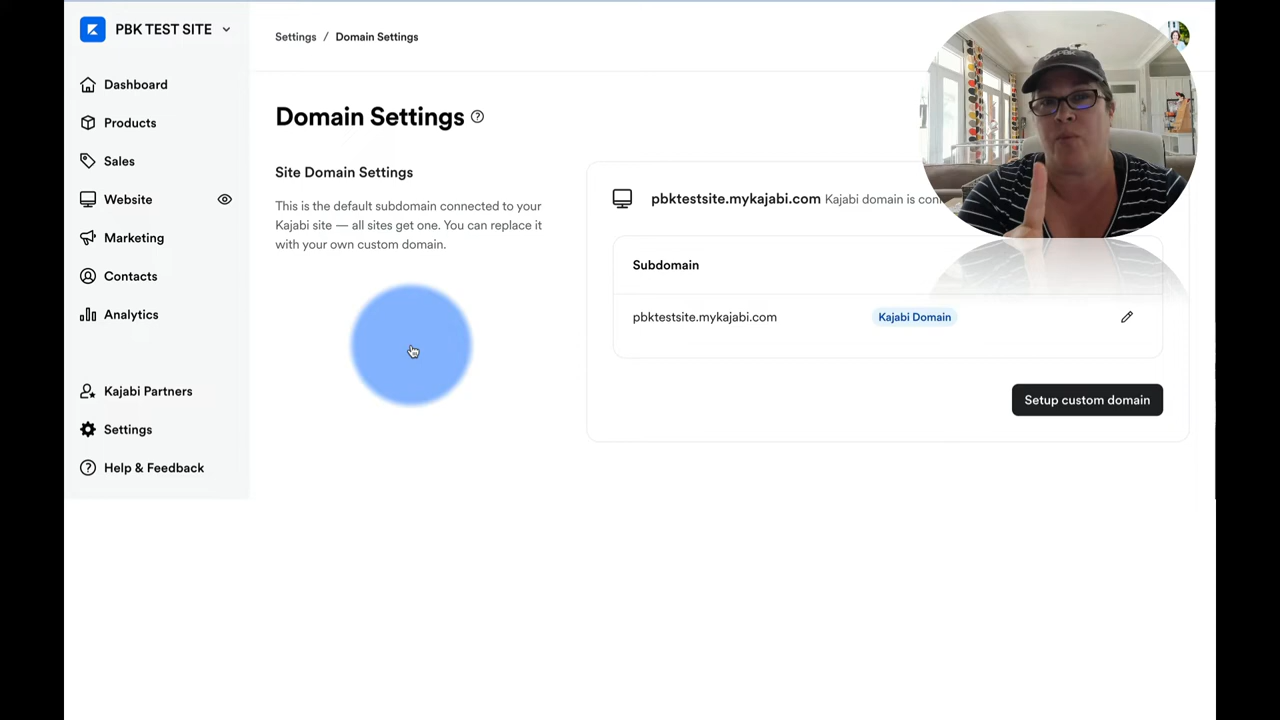 PBK TEST SITE
Settings / Domain Settings
Dashboard
Products
Sales
Website
Marketing
Contacts
Analytics
Kajabi Partners
Settings
Help & Feedback
Domain Settings
Site Domain Settings
This is the default subdomain connected to your
Kajabi site — all sites get one. You can replace it
with your own custom domain.
pbktestsite.mykajabi.com Kajabi domain is
Subdomain
pbktestsite.mykajabi.com Kajabi Domain
Setup custom domain